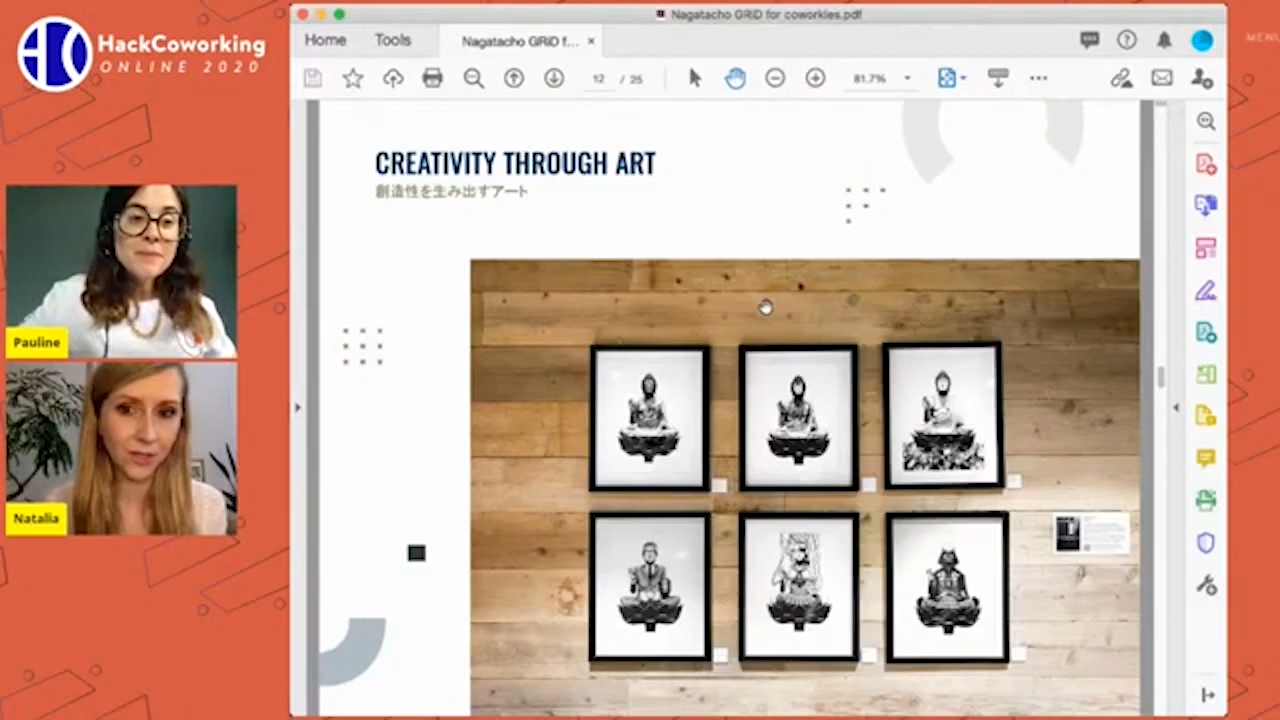 HackCoworking
ONLINE 2020
MENU
Nagatacho GRiD for coworkies.pdf
Home
Tools
Nagatacho GRiD f...
12 / 25
81.7%
CREATIVITY THROUGH ART
創造性を生み出すアート
Pauline
Natalia